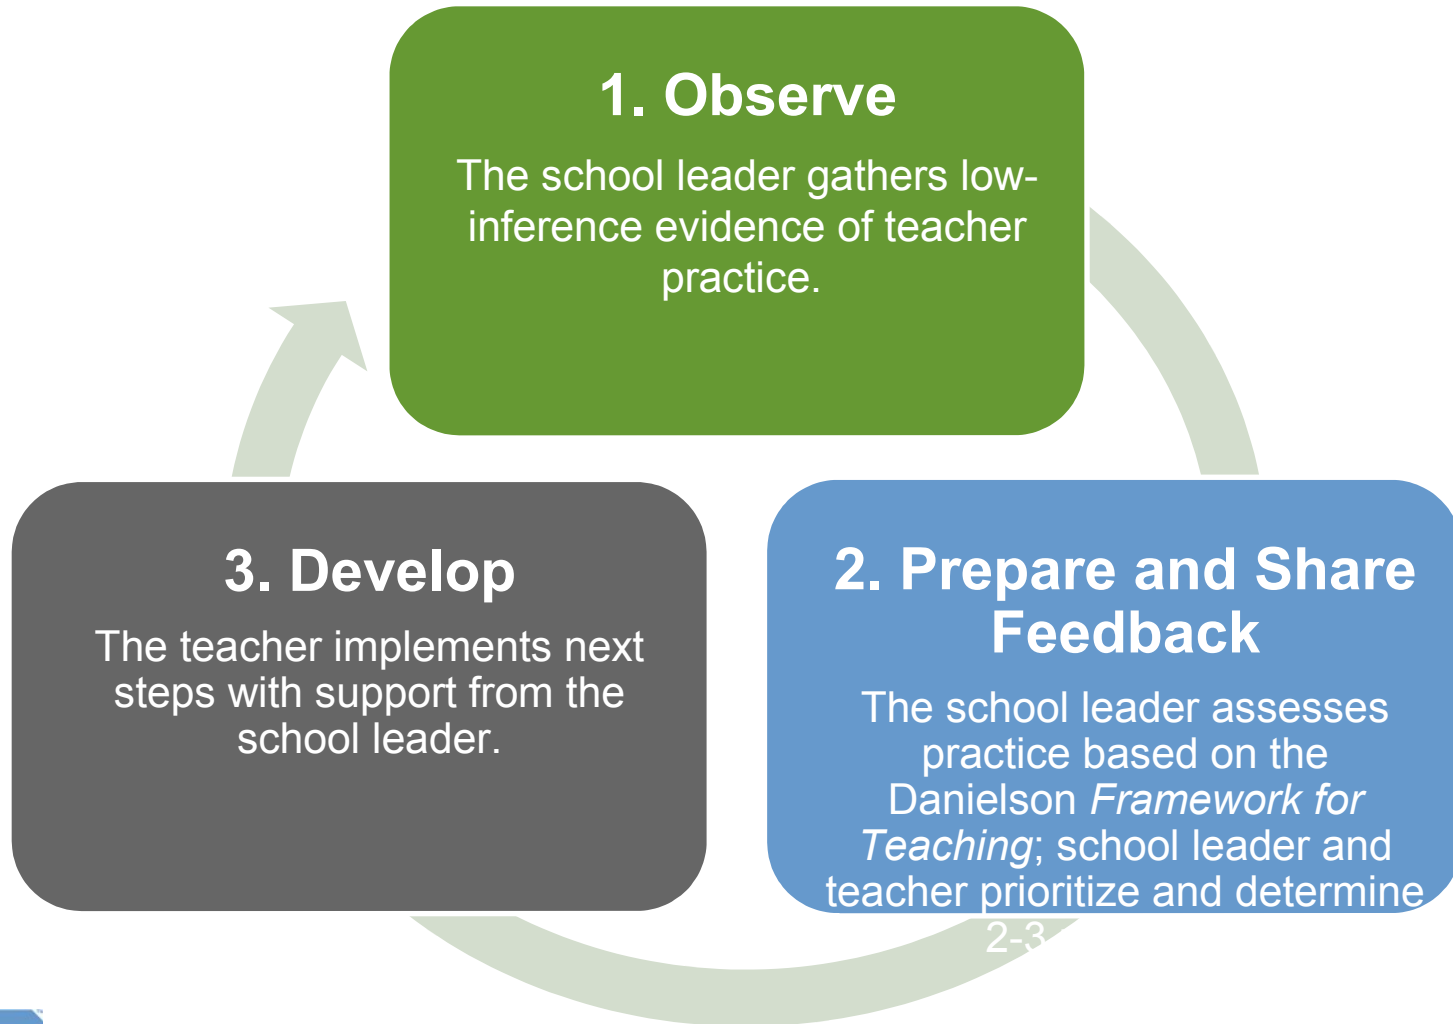 1. Observe
The school leader gathers low-
inference evidence of teacher
practice.
2. Prepare and Share
Feedback
The school leader assesses
practice based on the
Danielson Framework for
Teaching; school leader and
teacher prioritize and determine
2-3
3. Develop
The teacher implements next
steps with support from the
school leader.